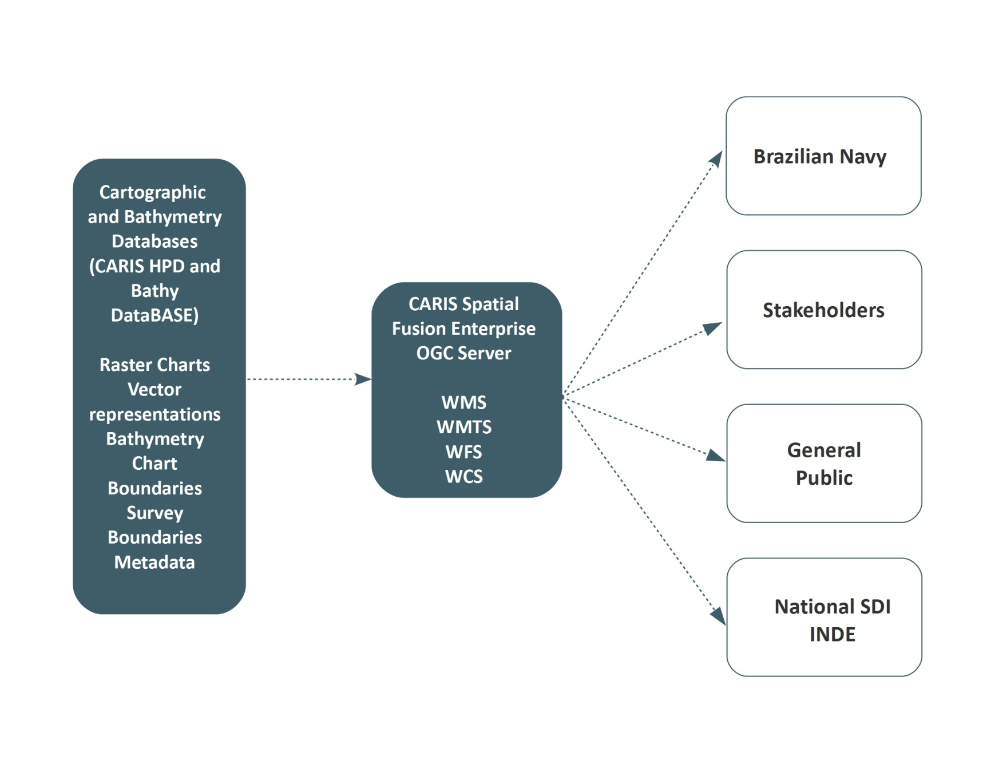 Cartographic
and Bathymetry
Databases
(CARIS HPD and
Bathy
DataBASE)
Raster Charts
Vector
representations
Bathymetry
Chart
Boundaries
Survey
Boundaries
Metadata
CARIS Spatial
Fusion Enterprise
OGC Server
WMS
WMTS
WFS
WCS
Brazilian Navy
Stakeholders
General
Public
National SDI
INDE